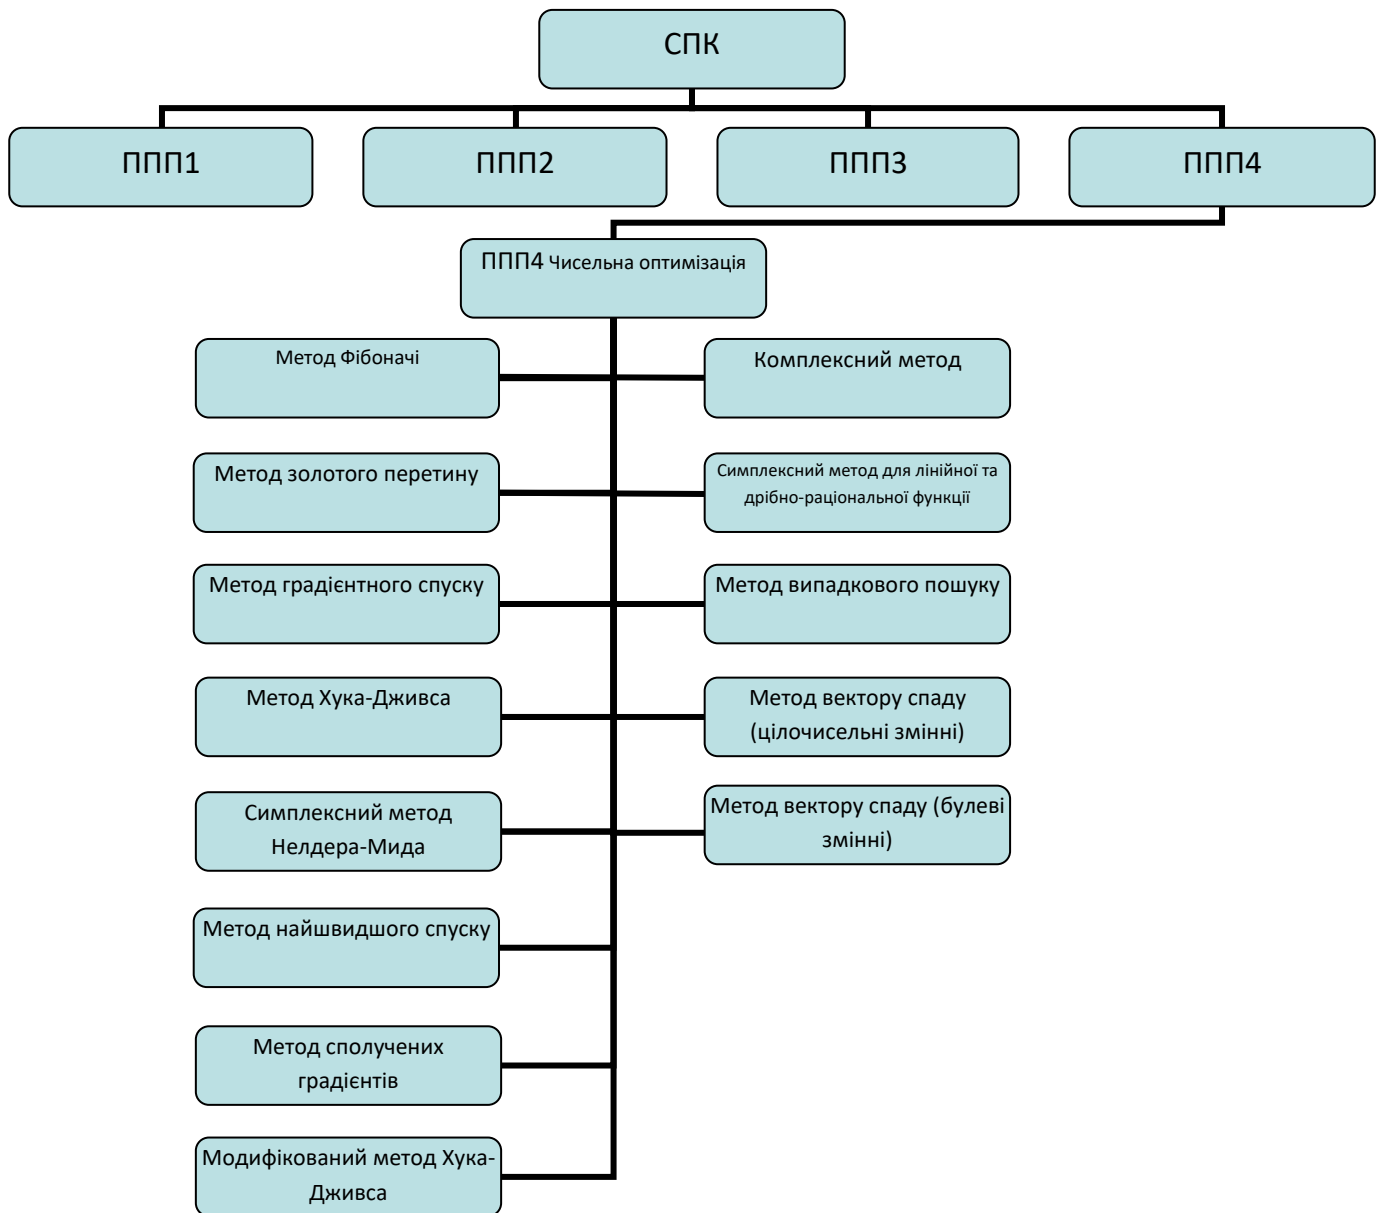 СПК
ППП1
ППП2
ППП3
ППП4
ППП4 Чисельна оптимізація
Метод Фібоначі
Комплексний метод
Метод золотого перетину
Симплексний метод для лінійної та
дрібно-раціональної функції
Метод градієнтного спуску
Метод випадкового пошуку
Метод Хука-Дживса
Метод вектору спаду
(цілочисельні змінні)
Симплексний метод
Нелдера-Мида
Метод вектору спаду (булеві
змінні)
Метод найшвидшого спуску
Метод сполучених
градієнтів
Модифікований метод Хука-
Дживса